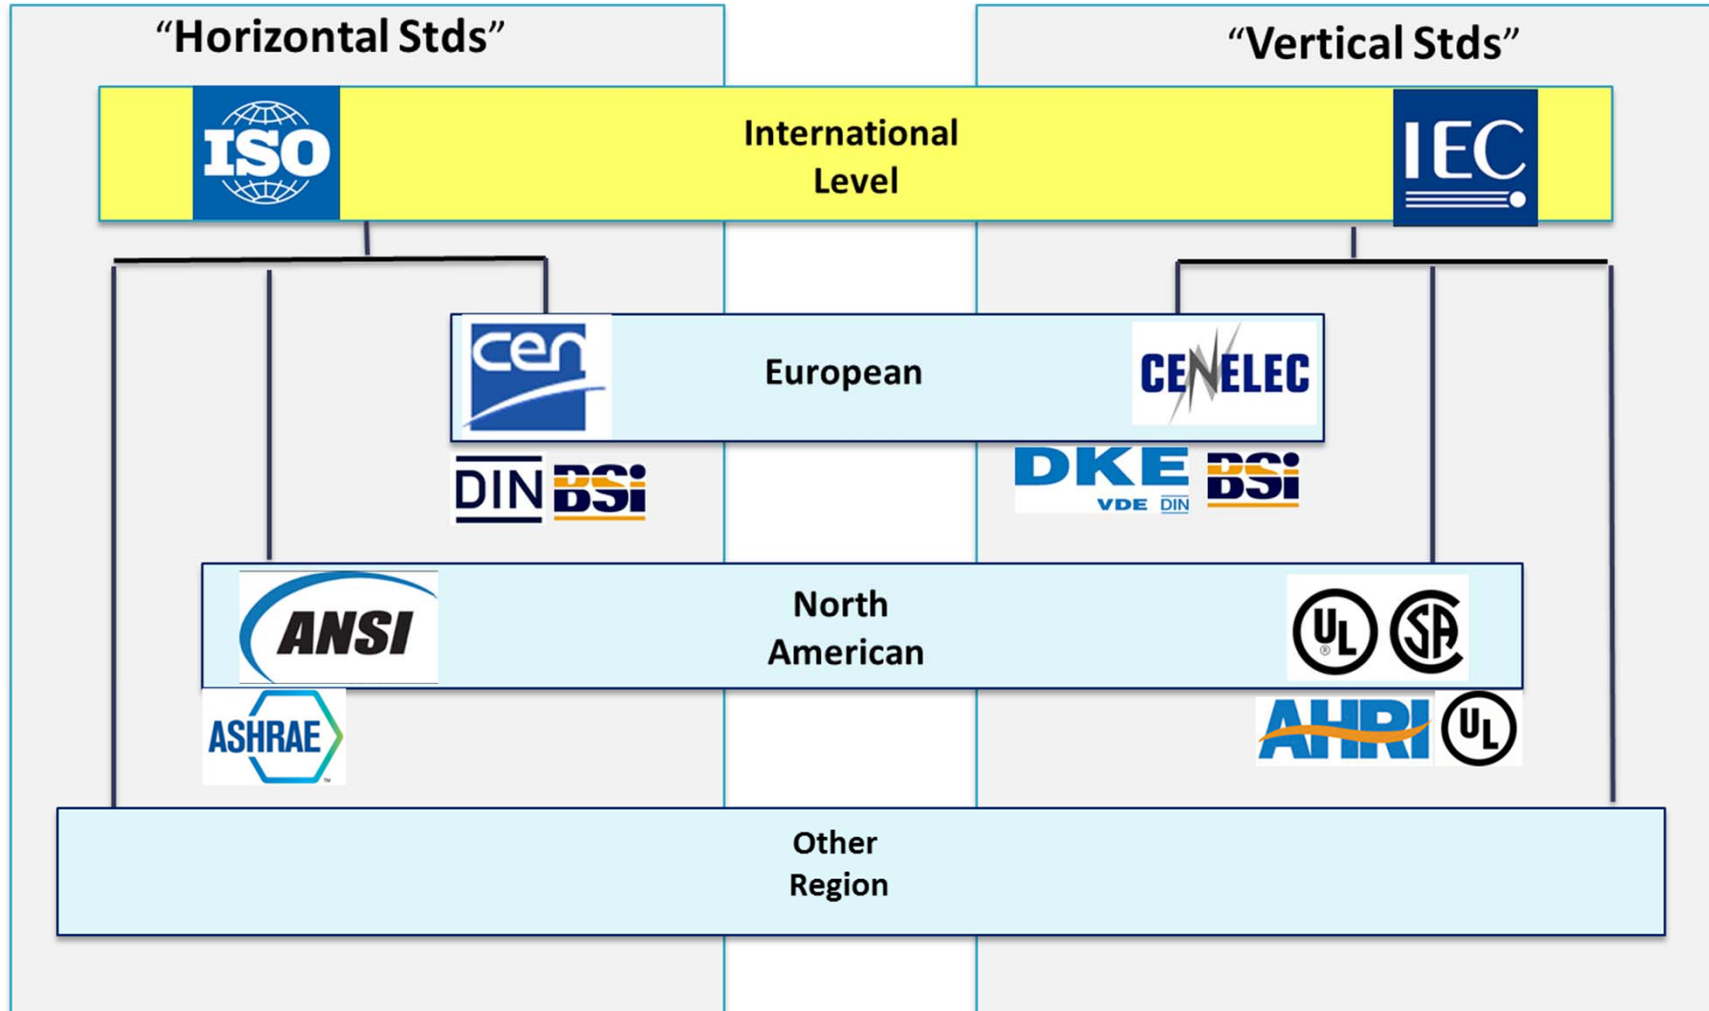 “Horizontal Stds”
“Vertical Stds”
ISO
International
Level
IEC
cen
European
CENELEC
DIN
BSi
DKE
VDE DIN
BSi
ANSI
North
American
UL
®
SA
ASHRAE
™
AHRI
UL
Other
Region